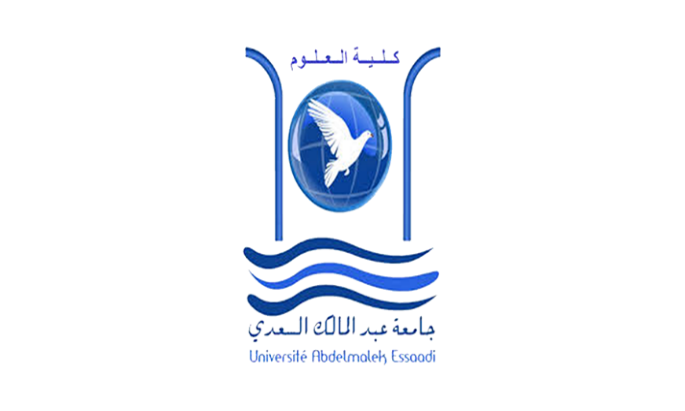 كلية العلوم
جامعة عبد المالك السعدي
Université Abdelmalek Essaadi